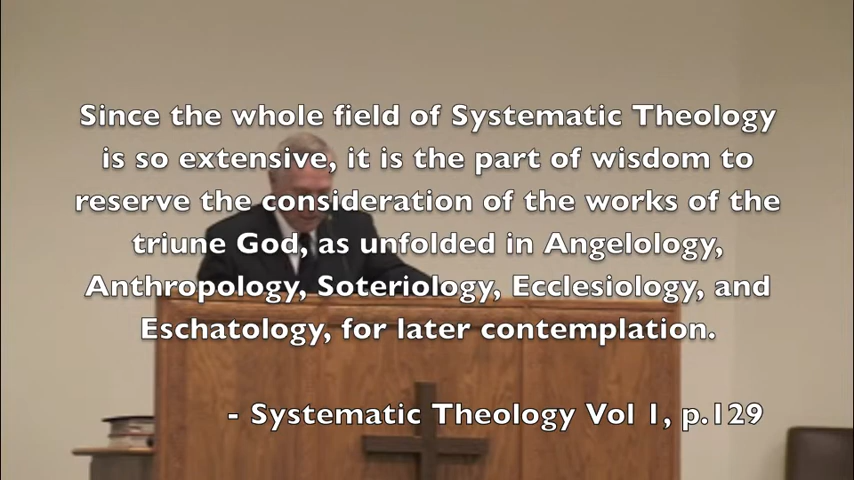 Since the whole field of Systematic Theology
is so extensive, it is the part of wisdom to
reserve the consideration of the works of the
triune God, as unfolded in Angelology,
Anthropology, Soteriology, Ecclesiology, and
Eschatology, for later contemplation.
- Systematic Theology Vol 1, p.129